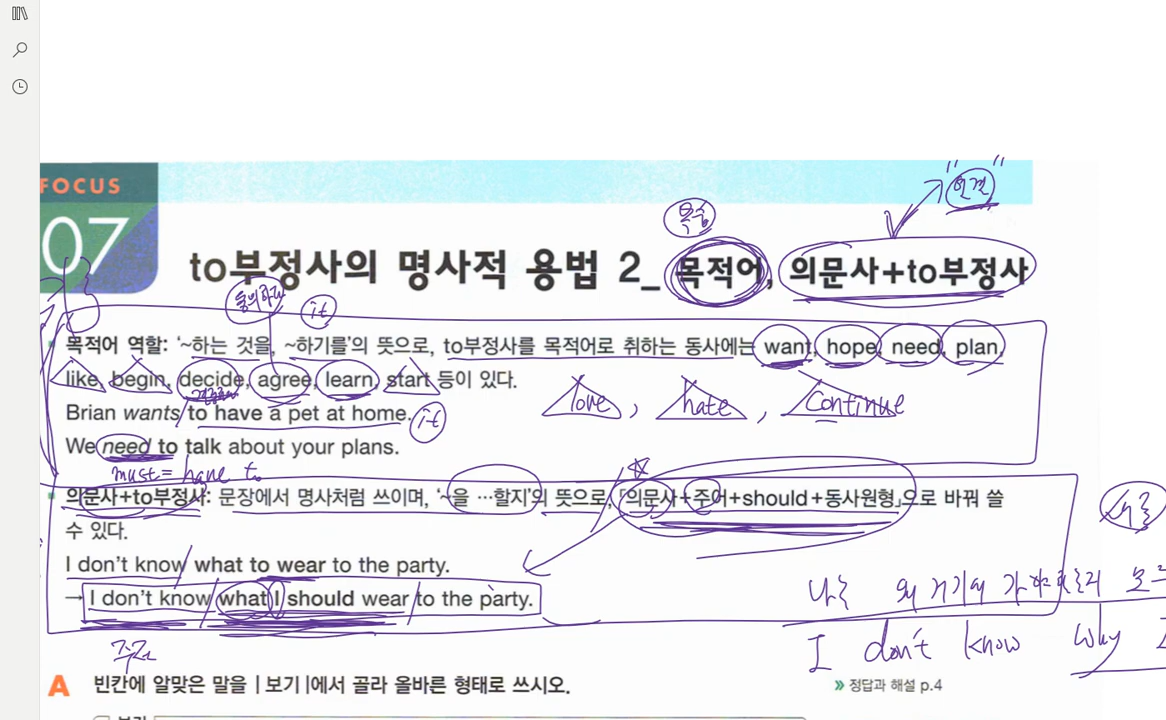 FOCUS
07
to부정사의 명사적 용법 2_ 목적어, 의문사+to부정사
it
목적어 역할: '~하는 것을, ~하기를'의 뜻으로, to부정사를 목적어로 취하는 동사에는 want, hope, need, plan,
like, begin, decide, agree, learn, start 등이 있다.
love, hate, continue
Brian wants to have a pet at home. it
We need to talk about your plans.
must = have to
의문사+to부정사: 문장에서 명사처럼 쓰이며, '~을 …할지'의 뜻으로, 「의문사+주어+should+동사원형」으로 바꿔 쓸
수 있다.
I don't know what to wear to the party.
→ I don't know what I should wear to the party.
나는
I don't know why
A 빈칸에 알맞은 말을 |보기|에서 골라 올바른 형태로 쓰시오.
» 정답과 해설 p.4